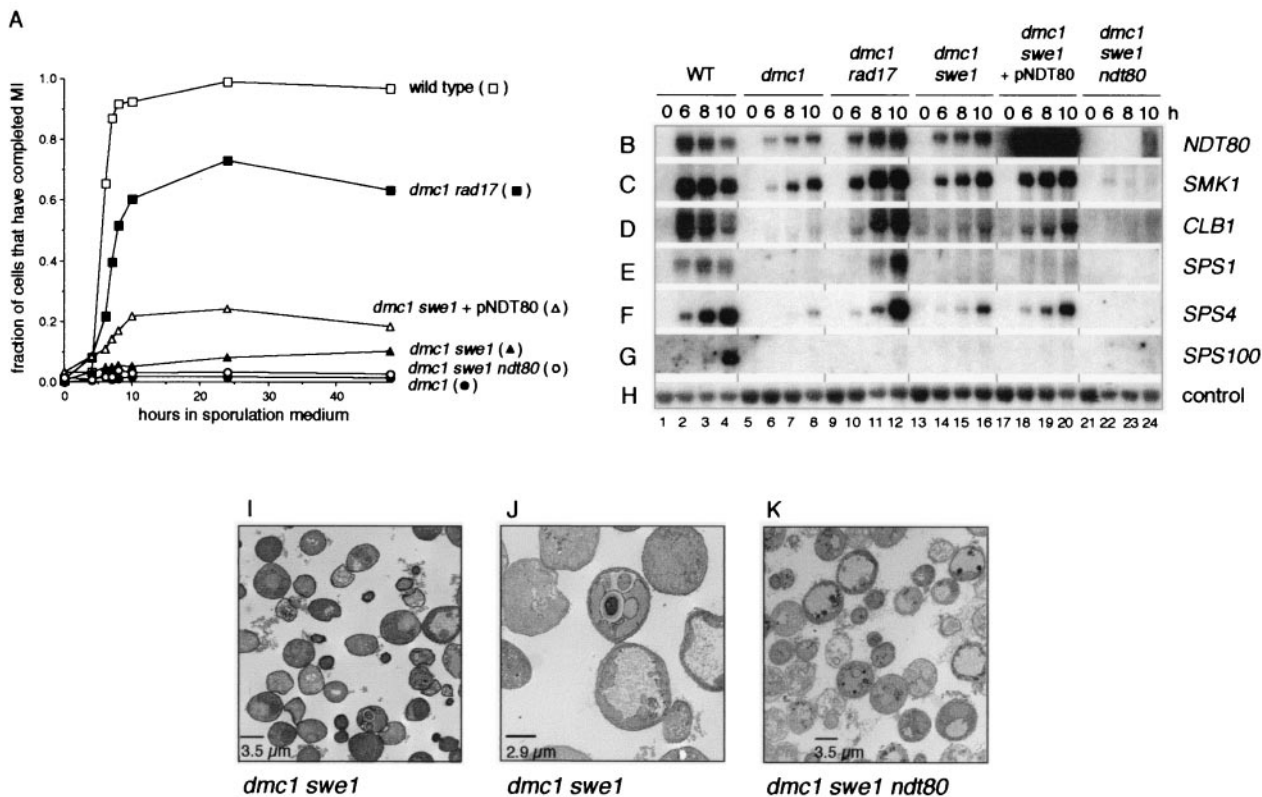 A
fraction of cells that have completed MI
1.0
0.8
0.6
0.4
0.2
0.0
0 10 20 30 40
hours in sporulation medium
wild type ( □ )
dmc1 rad17 ( ■ )
dmc1 swe1 + pNDT80 ( △ )
dmc1 swe1 ( ▲ )
dmc1 swe1 ndt80 ( ○ )
dmc1 ( ● )
WT
dmc1
dmc1
rad17
dmc1
swe1
dmc1
swe1
+ pNDT80
dmc1
swe1
ndt80
0 6 8 10 0 6 8 10 0 6 8 10 0 6 8 10 0 6 8 10 0 6 8 10 h
B NDT80
C SMK1
D CLB1
E SPS1
F SPS4
G SPS100
H control
1 2 3 4 5 6 7 8 9 10 11 12 13 14 15 16 17 18 19 20 21 22 23 24
I
3.5 µm
dmc1 swe1
J
2.9 µm
dmc1 swe1
K
3.5 µm
dmc1 swe1 ndt80